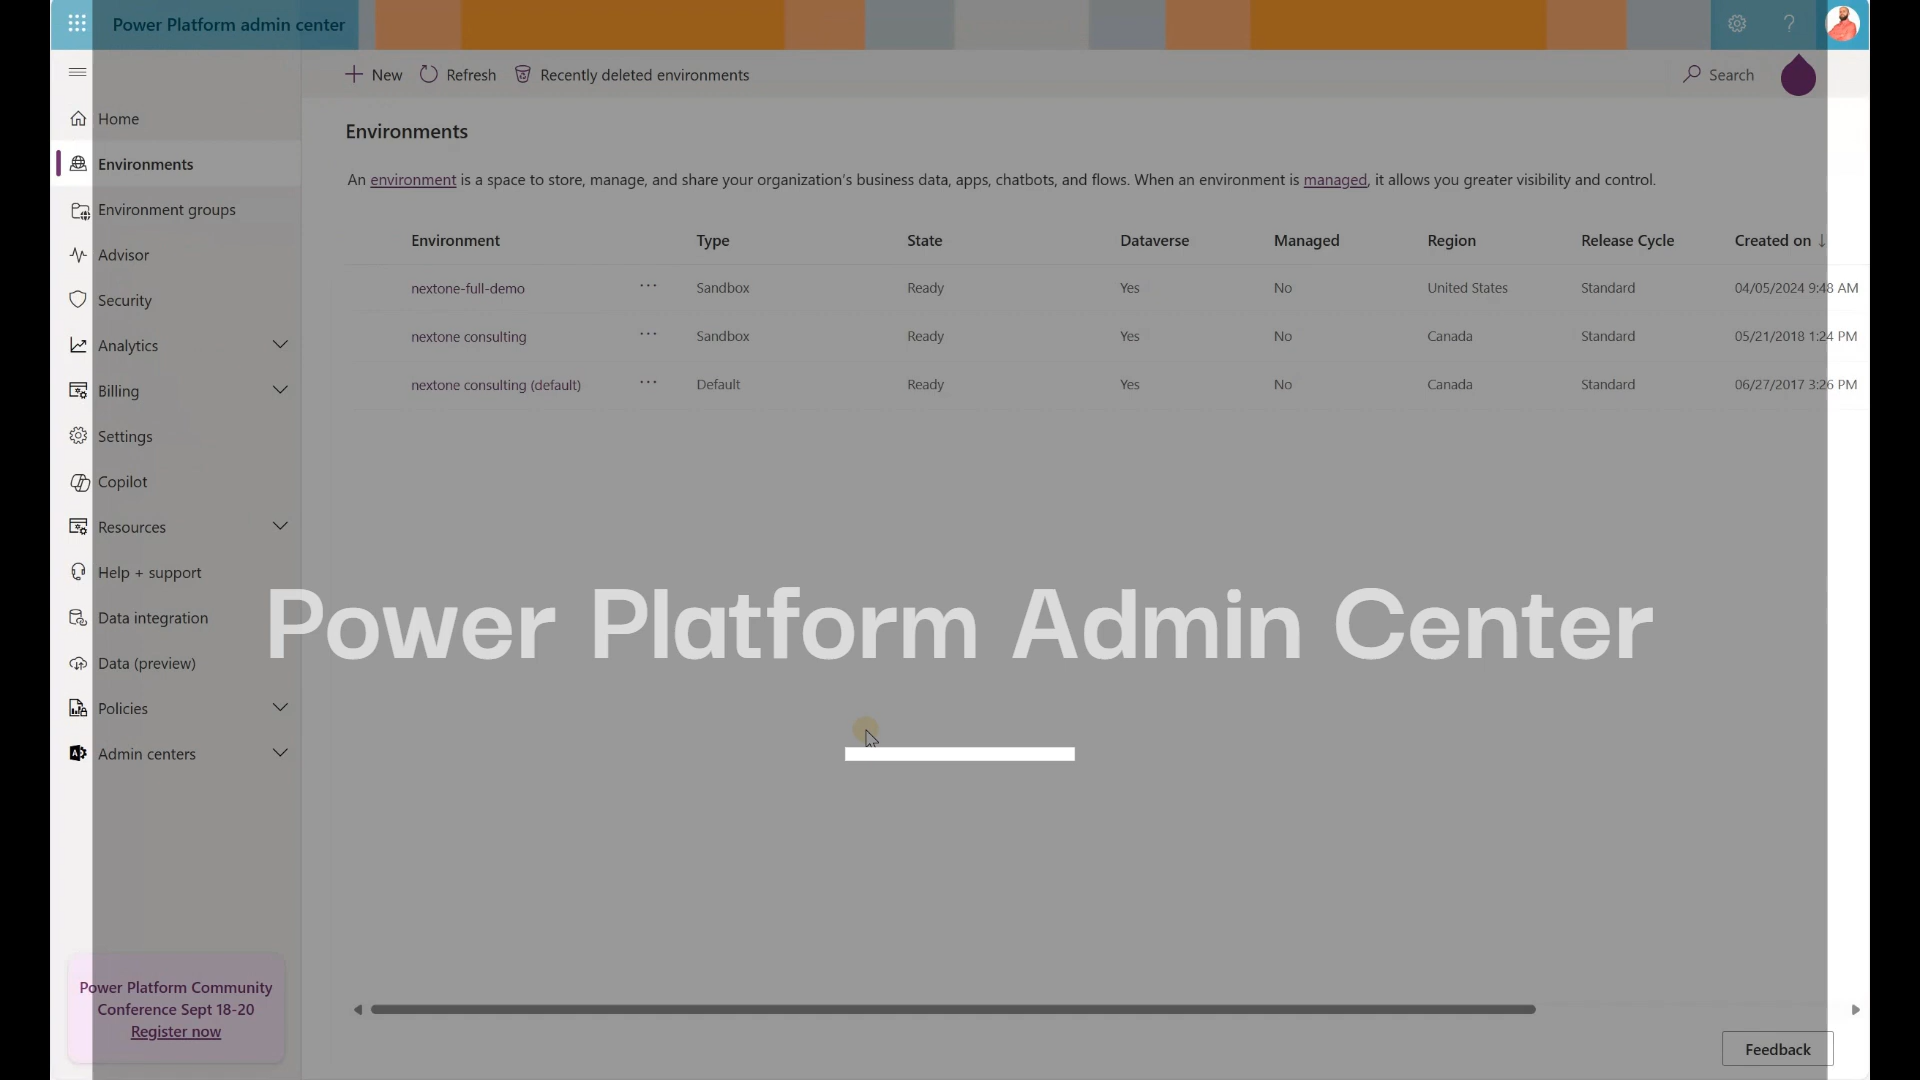 Power Platform admin center
New Refresh Recently deleted environments Search
Home
Environments
Environment groups
Advisor
Security
Analytics
Billing
Settings
Copilot
Resources
Help + support
Data integration
Data (preview)
Policies
Admin centers
Power Platform Community
Conference Sept 18-20
Register now
Environments
An environment is a space to store, manage, and share your organization's business data, apps, chatbots, and flows. When an environment is managed, it allows you greater visibility and control.
Environment Type State Dataverse Managed Region Release Cycle Created on ↓
nextone-full-demo ... Sandbox Ready Yes No United States Standard 04/05/2024 9:48 AM
nextone consulting ... Sandbox Ready Yes No Canada Standard 05/21/2018 1:24 PM
nextone consulting (default) ... Default Ready Yes No Canada Standard 06/27/2017 3:26 PM
Power Platform Admin Center
Feedback